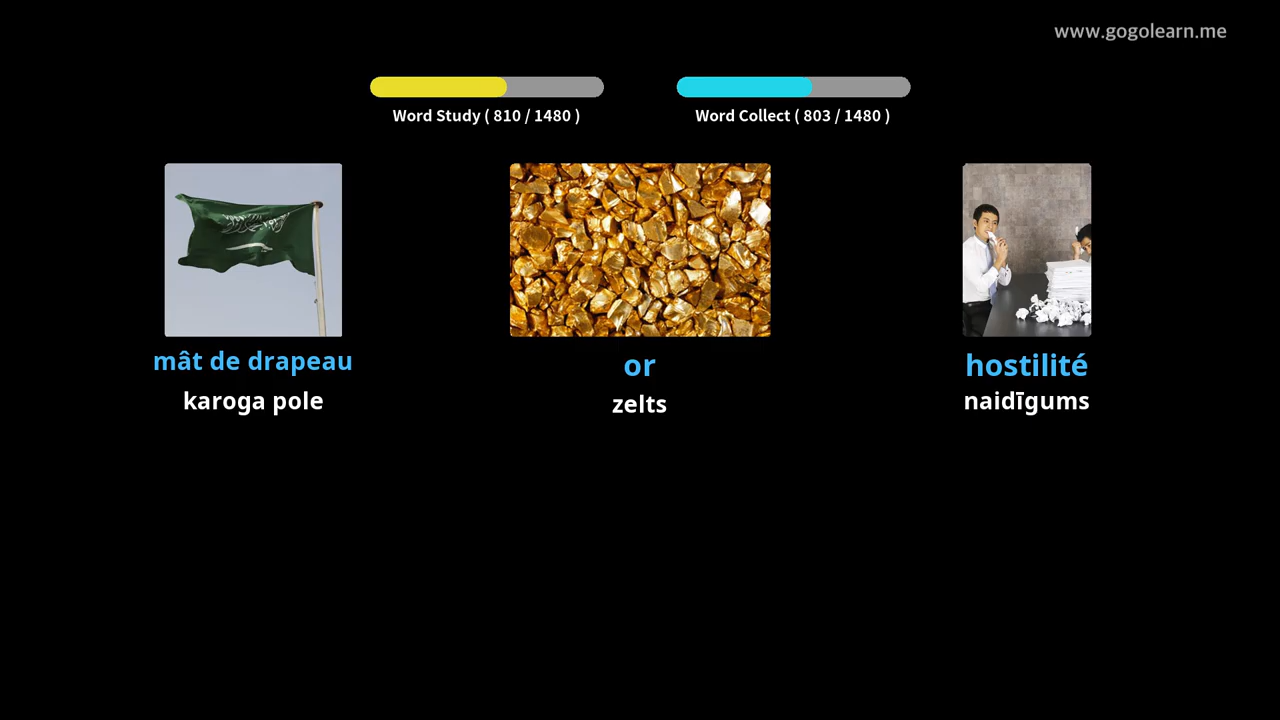 www.gogolearn.me
Word Study ( 810 / 1480 )
Word Collect ( 803 / 1480 )
mât de drapeau
karoga pole
or
zelts
hostilité
naidīgums